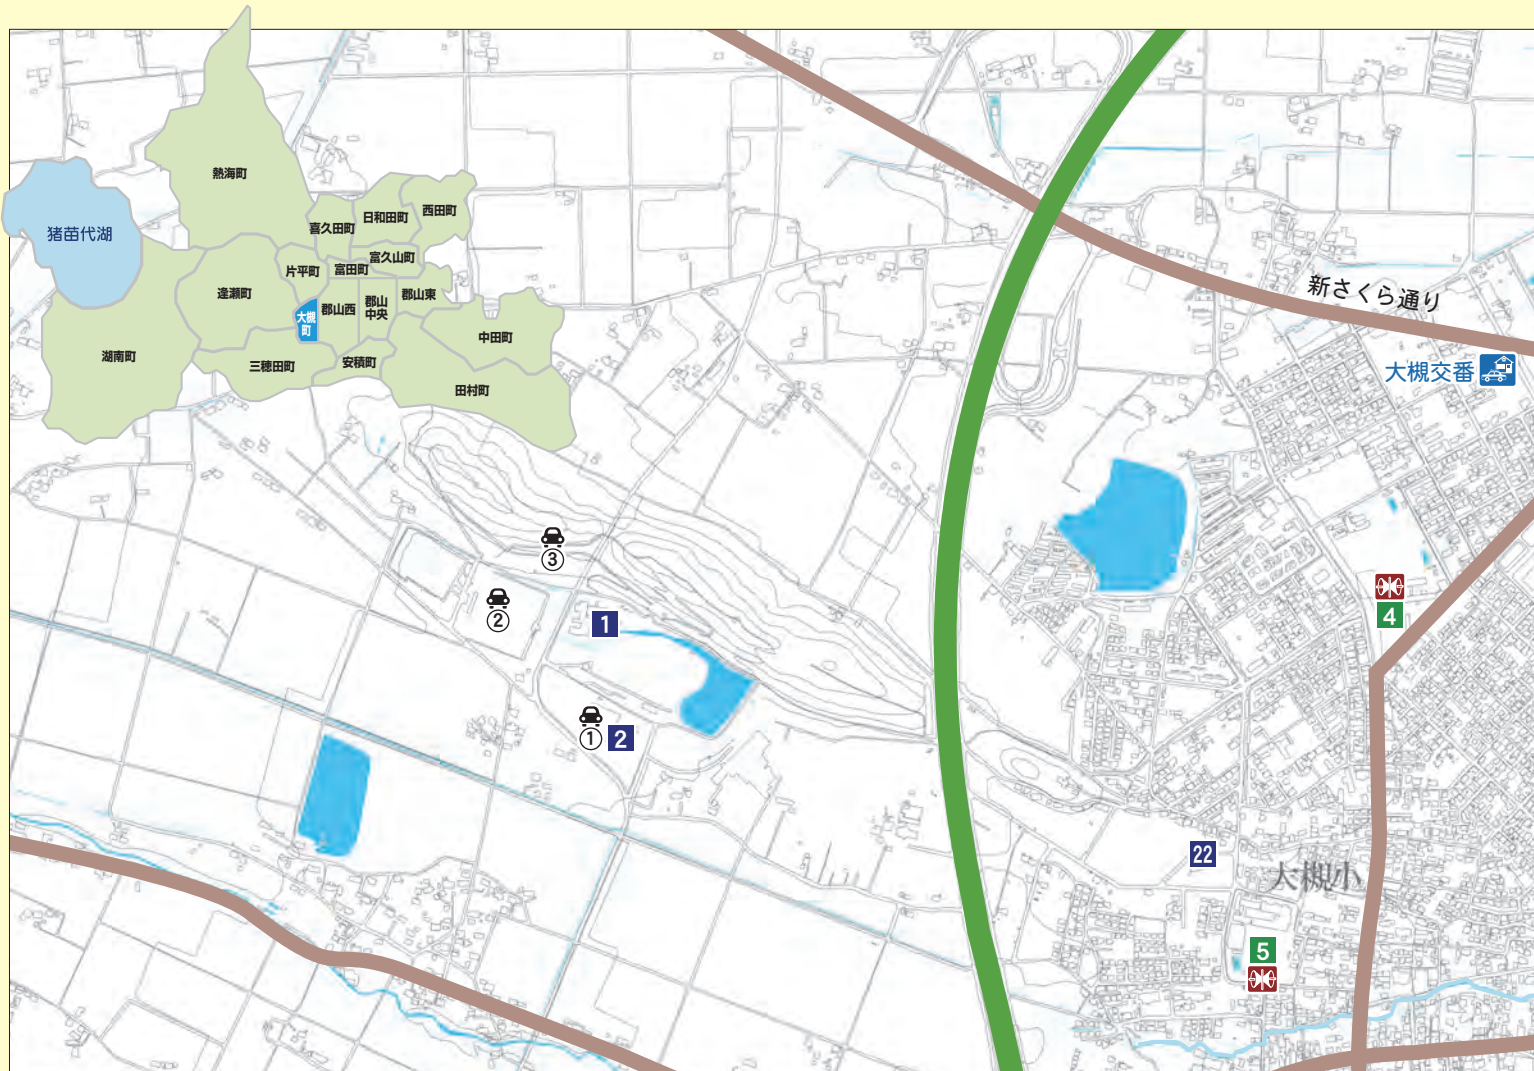 熱海町
猪苗代湖
喜久田町
日和田町
西田町
片平町
富田町
富久山町
逢瀬町
大槻
町
郡山西
郡山
中央
郡山東
中田町
湖南町
三穂田町
安積町
田村町
新さくら通り
大槻交番
③
②
1
4
①
2
22
大槻小
5